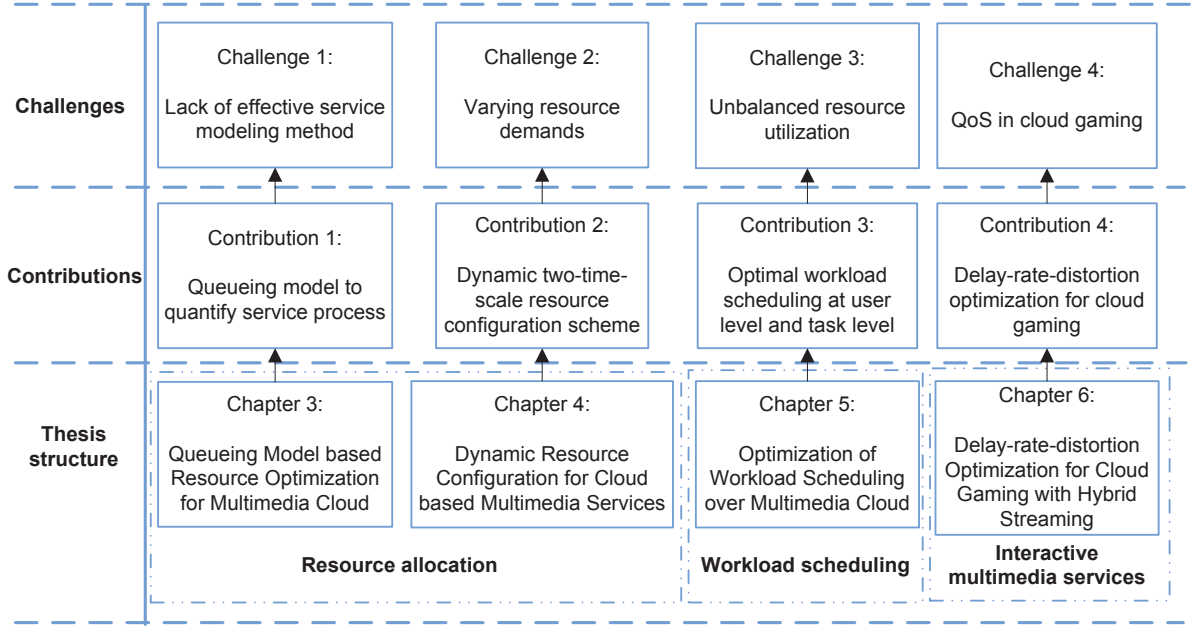 Challenges
Challenge 1:
Lack of effective service
modeling method
Challenge 2:
Varying resource
demands
Challenge 3:
Unbalanced resource
utilization
Challenge 4:
QoS in cloud gaming
Contributions
Contribution 1:
Queueing model to
quantify service process
Contribution 2:
Dynamic two-time-
scale resource
configuration scheme
Contribution 3:
Optimal workload
scheduling at user
level and task level
Contribution 4:
Delay-rate-distortion
optimization for cloud
gaming
Thesis
structure
Chapter 3:
Queueing Model based
Resource Optimization
for Multimedia Cloud
Chapter 4:
Dynamic Resource
Configuration for Cloud
based Multimedia Services
Resource allocation
Chapter 5:
Optimization of
Workload Scheduling
over Multimedia Cloud
Workload scheduling
Chapter 6:
Delay-rate-distortion
Optimization for Cloud
Gaming with Hybrid
Streaming
Interactive
multimedia services